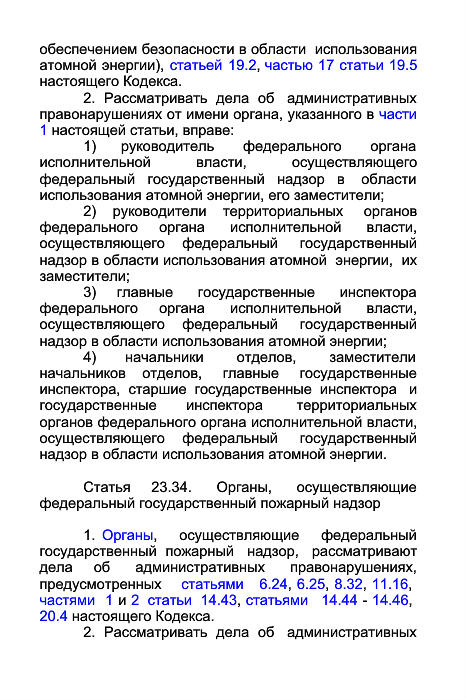 обеспечением безопасности в области использования
атомной энергии), статьей 19.2, частью 17 статьи 19.5
настоящего Кодекса.
2. Рассматривать дела об административных
правонарушениях от имени органа, указанного в части
1 настоящей статьи, вправе:
1) руководитель федерального органа
исполнительной власти, осуществляющего
федеральный государственный надзор в области
использования атомной энергии, его заместители;
2) руководители территориальных органов
федерального органа исполнительной власти,
осуществляющего федеральный государственный
надзор в области использования атомной энергии, их
заместители;
3) главные государственные инспектора
федерального органа исполнительной власти,
осуществляющего федеральный государственный
надзор в области использования атомной энергии;
4) начальники отделов, заместители
начальников отделов, главные государственные
инспектора, старшие государственные инспектора и
государственные инспектора территориальных
органов федерального органа исполнительной власти,
осуществляющего федеральный государственный
надзор в области использования атомной энергии.
Статья 23.34. Органы, осуществляющие
федеральный государственный пожарный надзор
1. Органы, осуществляющие федеральный
государственный пожарный надзор, рассматривают
дела об административных правонарушениях,
предусмотренных статьями 6.24, 6.25, 8.32, 11.16,
частями 1 и 2 статьи 14.43, статьями 14.44 - 14.46,
20.4 настоящего Кодекса.
2. Рассматривать дела об административных